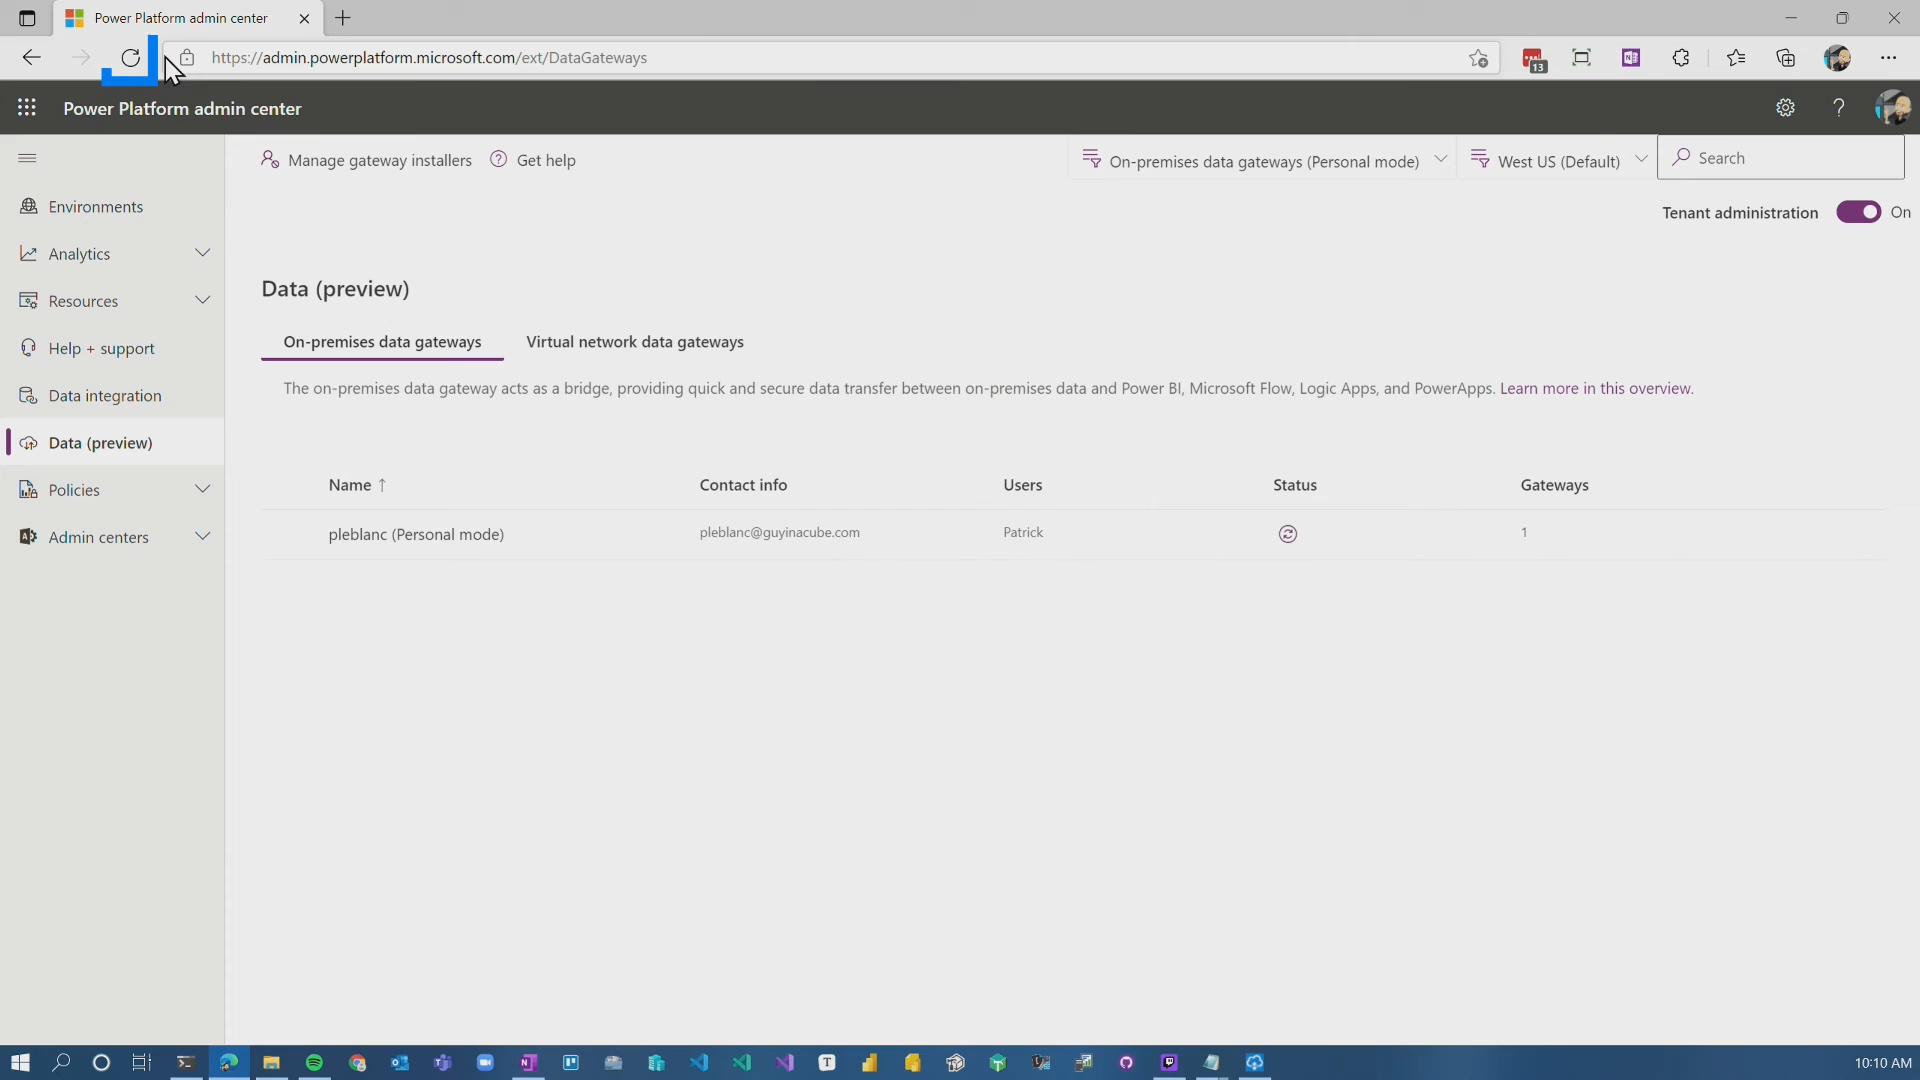 Power Platform admin center
https://admin.powerplatform.microsoft.com/ext/DataGateways
13
Power Platform admin center
Manage gateway installers
Get help
On-premises data gateways (Personal mode)
West US (Default)
Search
Tenant administration
On
Environments
Analytics
Resources
Help + support
Data integration
Data (preview)
Policies
Admin centers
Data (preview)
On-premises data gateways
Virtual network data gateways
The on-premises data gateway acts as a bridge, providing quick and secure data transfer between on-premises data and Power BI, Microsoft Flow, Logic Apps, and PowerApps. Learn more in this overview.
Name ↑ Contact info Users Status Gateways
pleblanc (Personal mode) pleblanc@guyinacube.com Patrick 1
10:10 AM